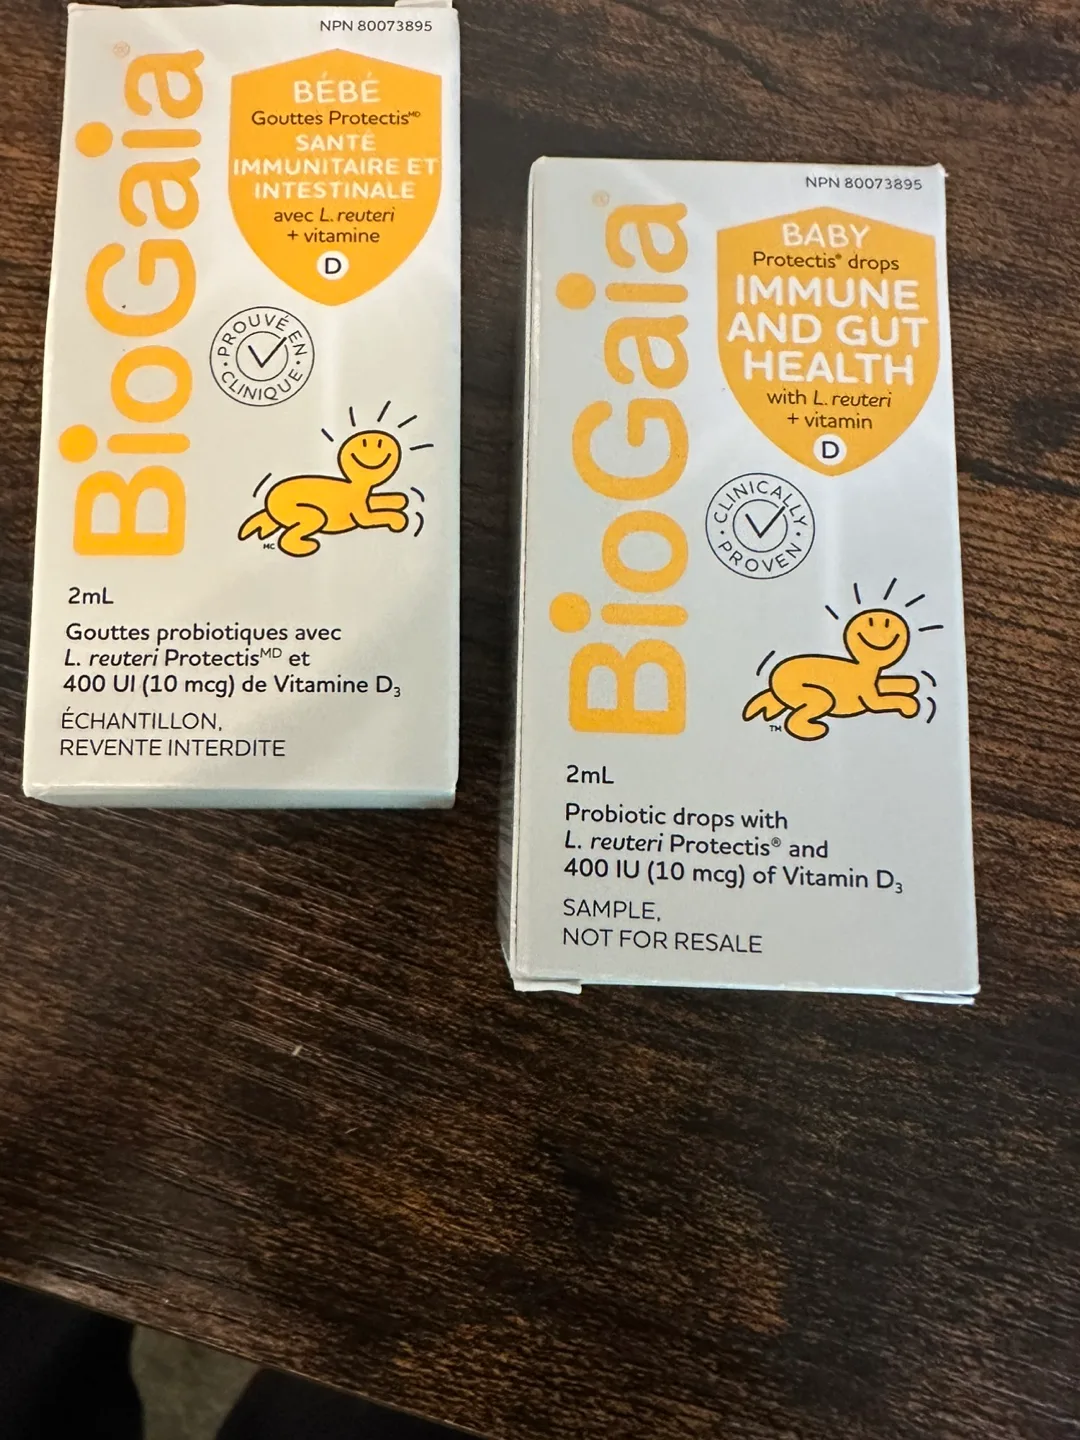 NPN 80073895
BioGaia®
BÉBÉ
Gouttes Protectis MD
SANTÉ
IMMUNITAIRE ET
INTESTINALE
avec L. reuteri
+ vitamine
D
PROUVÉ EN
CLINIQUE
MC
2mL
Gouttes probiotiques avec
L. reuteri Protectis MD et
400 UI (10 mcg) de Vitamine D₃
ÉCHANTILLON,
REVENTE INTERDITE
NPN 80073895
BioGaia®
BABY
Protectis® drops
IMMUNE
AND GUT
HEALTH
with L. reuteri
+ vitamin
D
CLINICALLY
PROVEN
TM
2mL
Probiotic drops with
L. reuteri Protectis® and
400 IU (10 mcg) of Vitamin D₃
SAMPLE,
NOT FOR RESALE